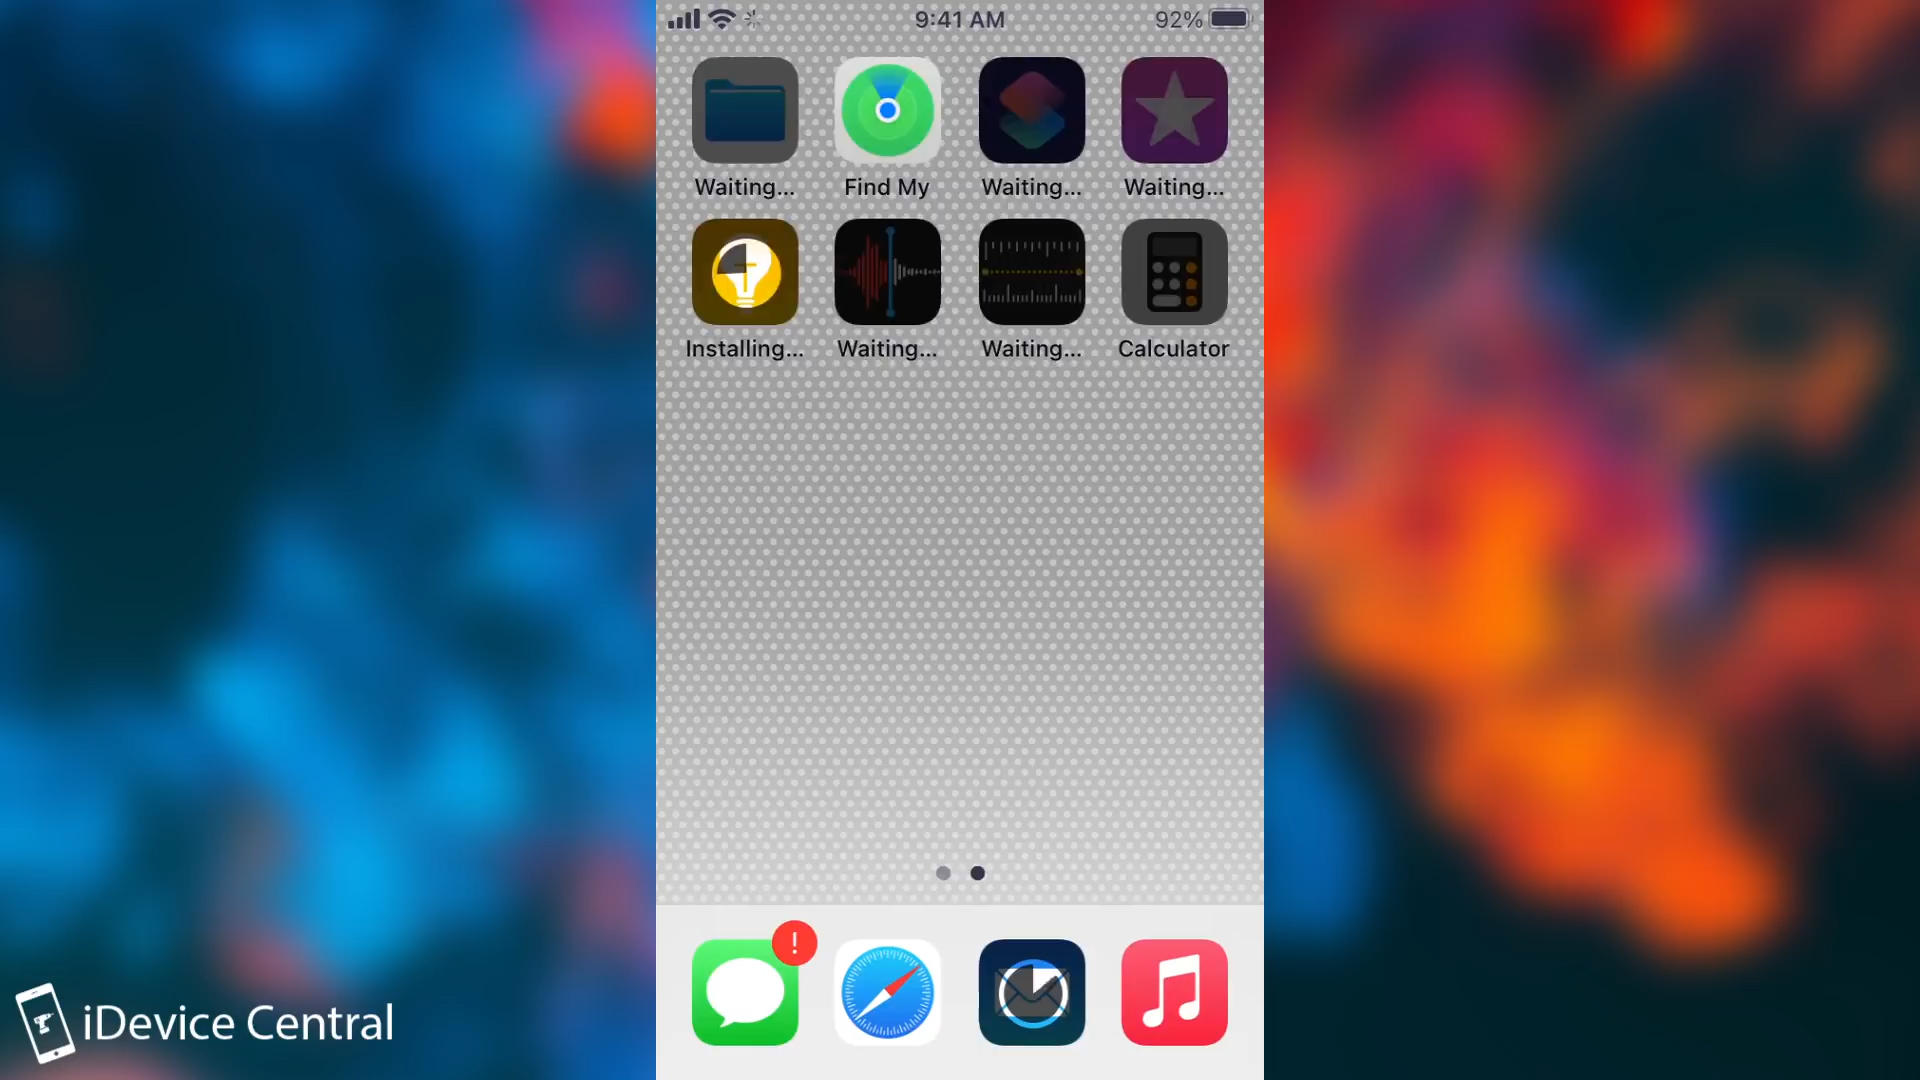 9:41 AM
92%
Waiting...
Find My
Waiting...
Waiting...
Installing...
Waiting...
Waiting...
Calculator
!
iDevice Central